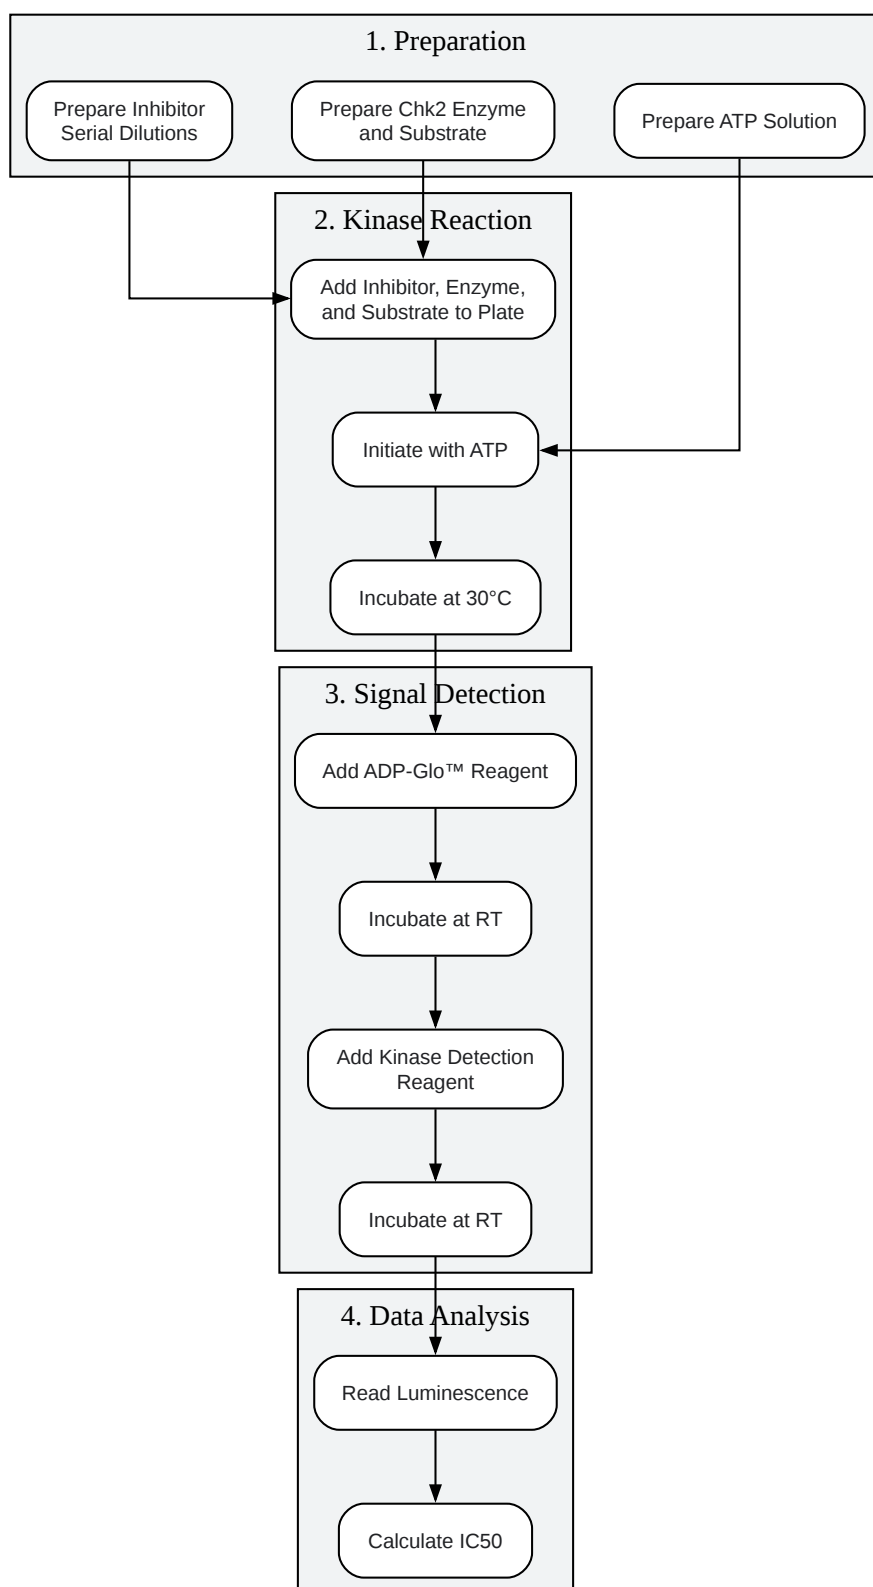 1. Preparation
Prepare Inhibitor
Serial Dilutions
Prepare Chk2 Enzyme
and Substrate
Prepare ATP Solution
2. Kinase Reaction
Add Inhibitor, Enzyme,
and Substrate to Plate
Initiate with ATP
Incubate at 30°C
3. Signal Detection
Add ADP-Glo™ Reagent
Incubate at RT
Add Kinase Detection
Reagent
Incubate at RT
4. Data Analysis
Read Luminescence
Calculate IC50